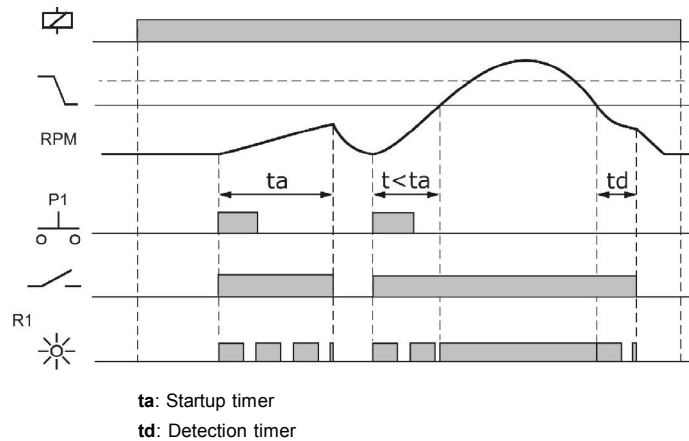 RPM
ta
t<ta
td
P1
R1
ta: Startup timer
td: Detection timer